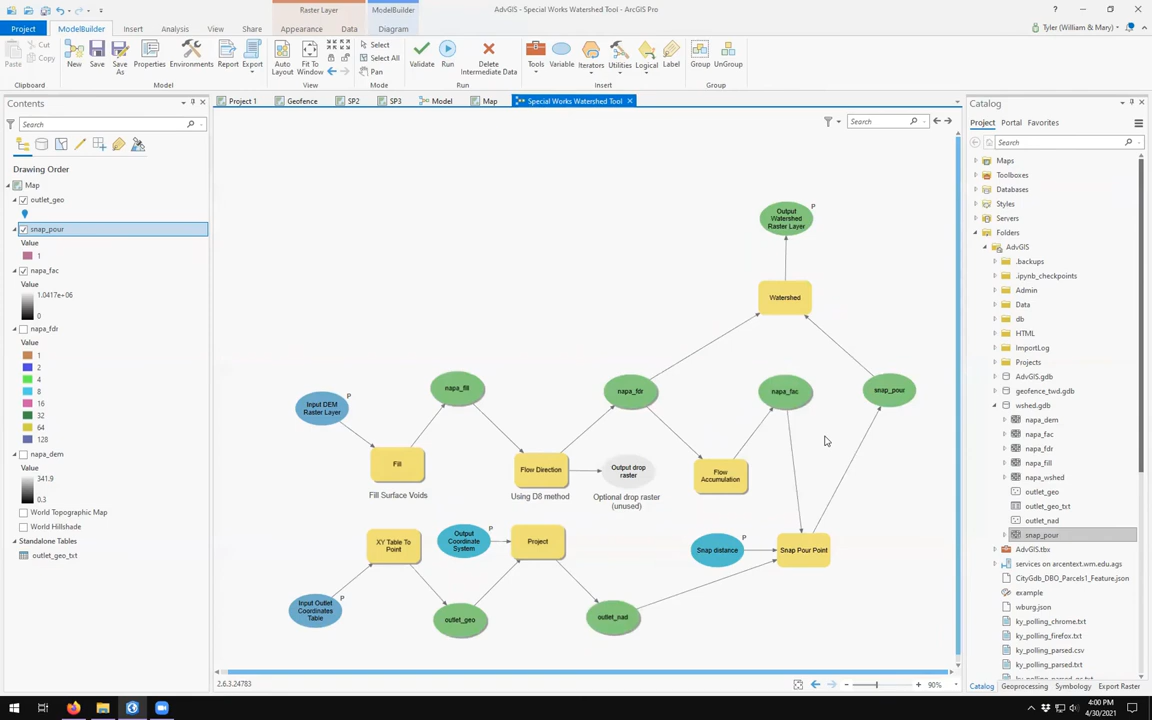 Raster Layer
ModelBuilder
AdvGIS - Special Works Watershed Tool - ArcGIS Pro
Project
ModelBuilder
Insert
Analysis
View
Edit
Imagery
Share
Appearance
Data
Diagram
Tyler (William & Mary)
Paste
Cut
Copy
New
Save
Save As
Properties
Environments
Report
Export
Auto Layout
Fit To Window
Select
Select All
Pan
Validate
Run
Delete Intermediate Data
Tools
Variable
Iterators
Utilities
Logical
Label
Group
UnGroup
Clipboard
Model
View
Mode
Run
Insert
Group
Contents
Search
Drawing Order
Map
outlet_geo
snap_pour
Value
1
napa_fac
Value
1.0417e+06
0
napa_fdr
Value
1
2
4
8
16
32
64
128
napa_dem
Value
341.9
0.3
World Topographic Map
World Hillshade
Standalone Tables
outlet_geo_txt
Project 1
Geofence
SP2
SP3
Model
Map
Special Works Watershed Tool
Search
Output Watershed Raster Layer
P
Watershed
Input DEM Raster Layer
P
napa_fill
napa_fdr
napa_fac
snap_pour
Fill
Fill Surface Voids
Flow Direction
Using D8 method
Output drop raster
Optional drop raster (unused)
Flow Accumulation
XY Table To Point
Output Coordinate System
P
Project
Snap distance
P
Snap Pour Point
Input Outlet Coordinates Table
P
outlet_geo
outlet_nad
2.6.3.24783
90%
Catalog
Project
Portal
Favorites
Search
Maps
Toolboxes
Databases
Styles
Servers
Folders
AdvGIS
.backups
.ipynb_checkpoints
Admin
Data
db
HTML
ImportLog
Projects
AdvGIS.gdb
geofence_twd.gdb
wshed.gdb
napa_dem
napa_fac
napa_fdr
napa_fill
napa_wshed
outlet_geo
outlet_geo_txt
outlet_nad
snap_pour
AdvGIS.tbx
services on arcentext.wm.edu.ags
CityGdb_DBO_Parcels1_Feature.json
example
wburg.json
ky_polling_chrome.txt
ky_polling_firefox.txt
ky_polling_parsed.csv
ky_polling_parsed.txt
Catalog
Geoprocessing
Symbology
Export Raster
4:00 PM
4/30/2021